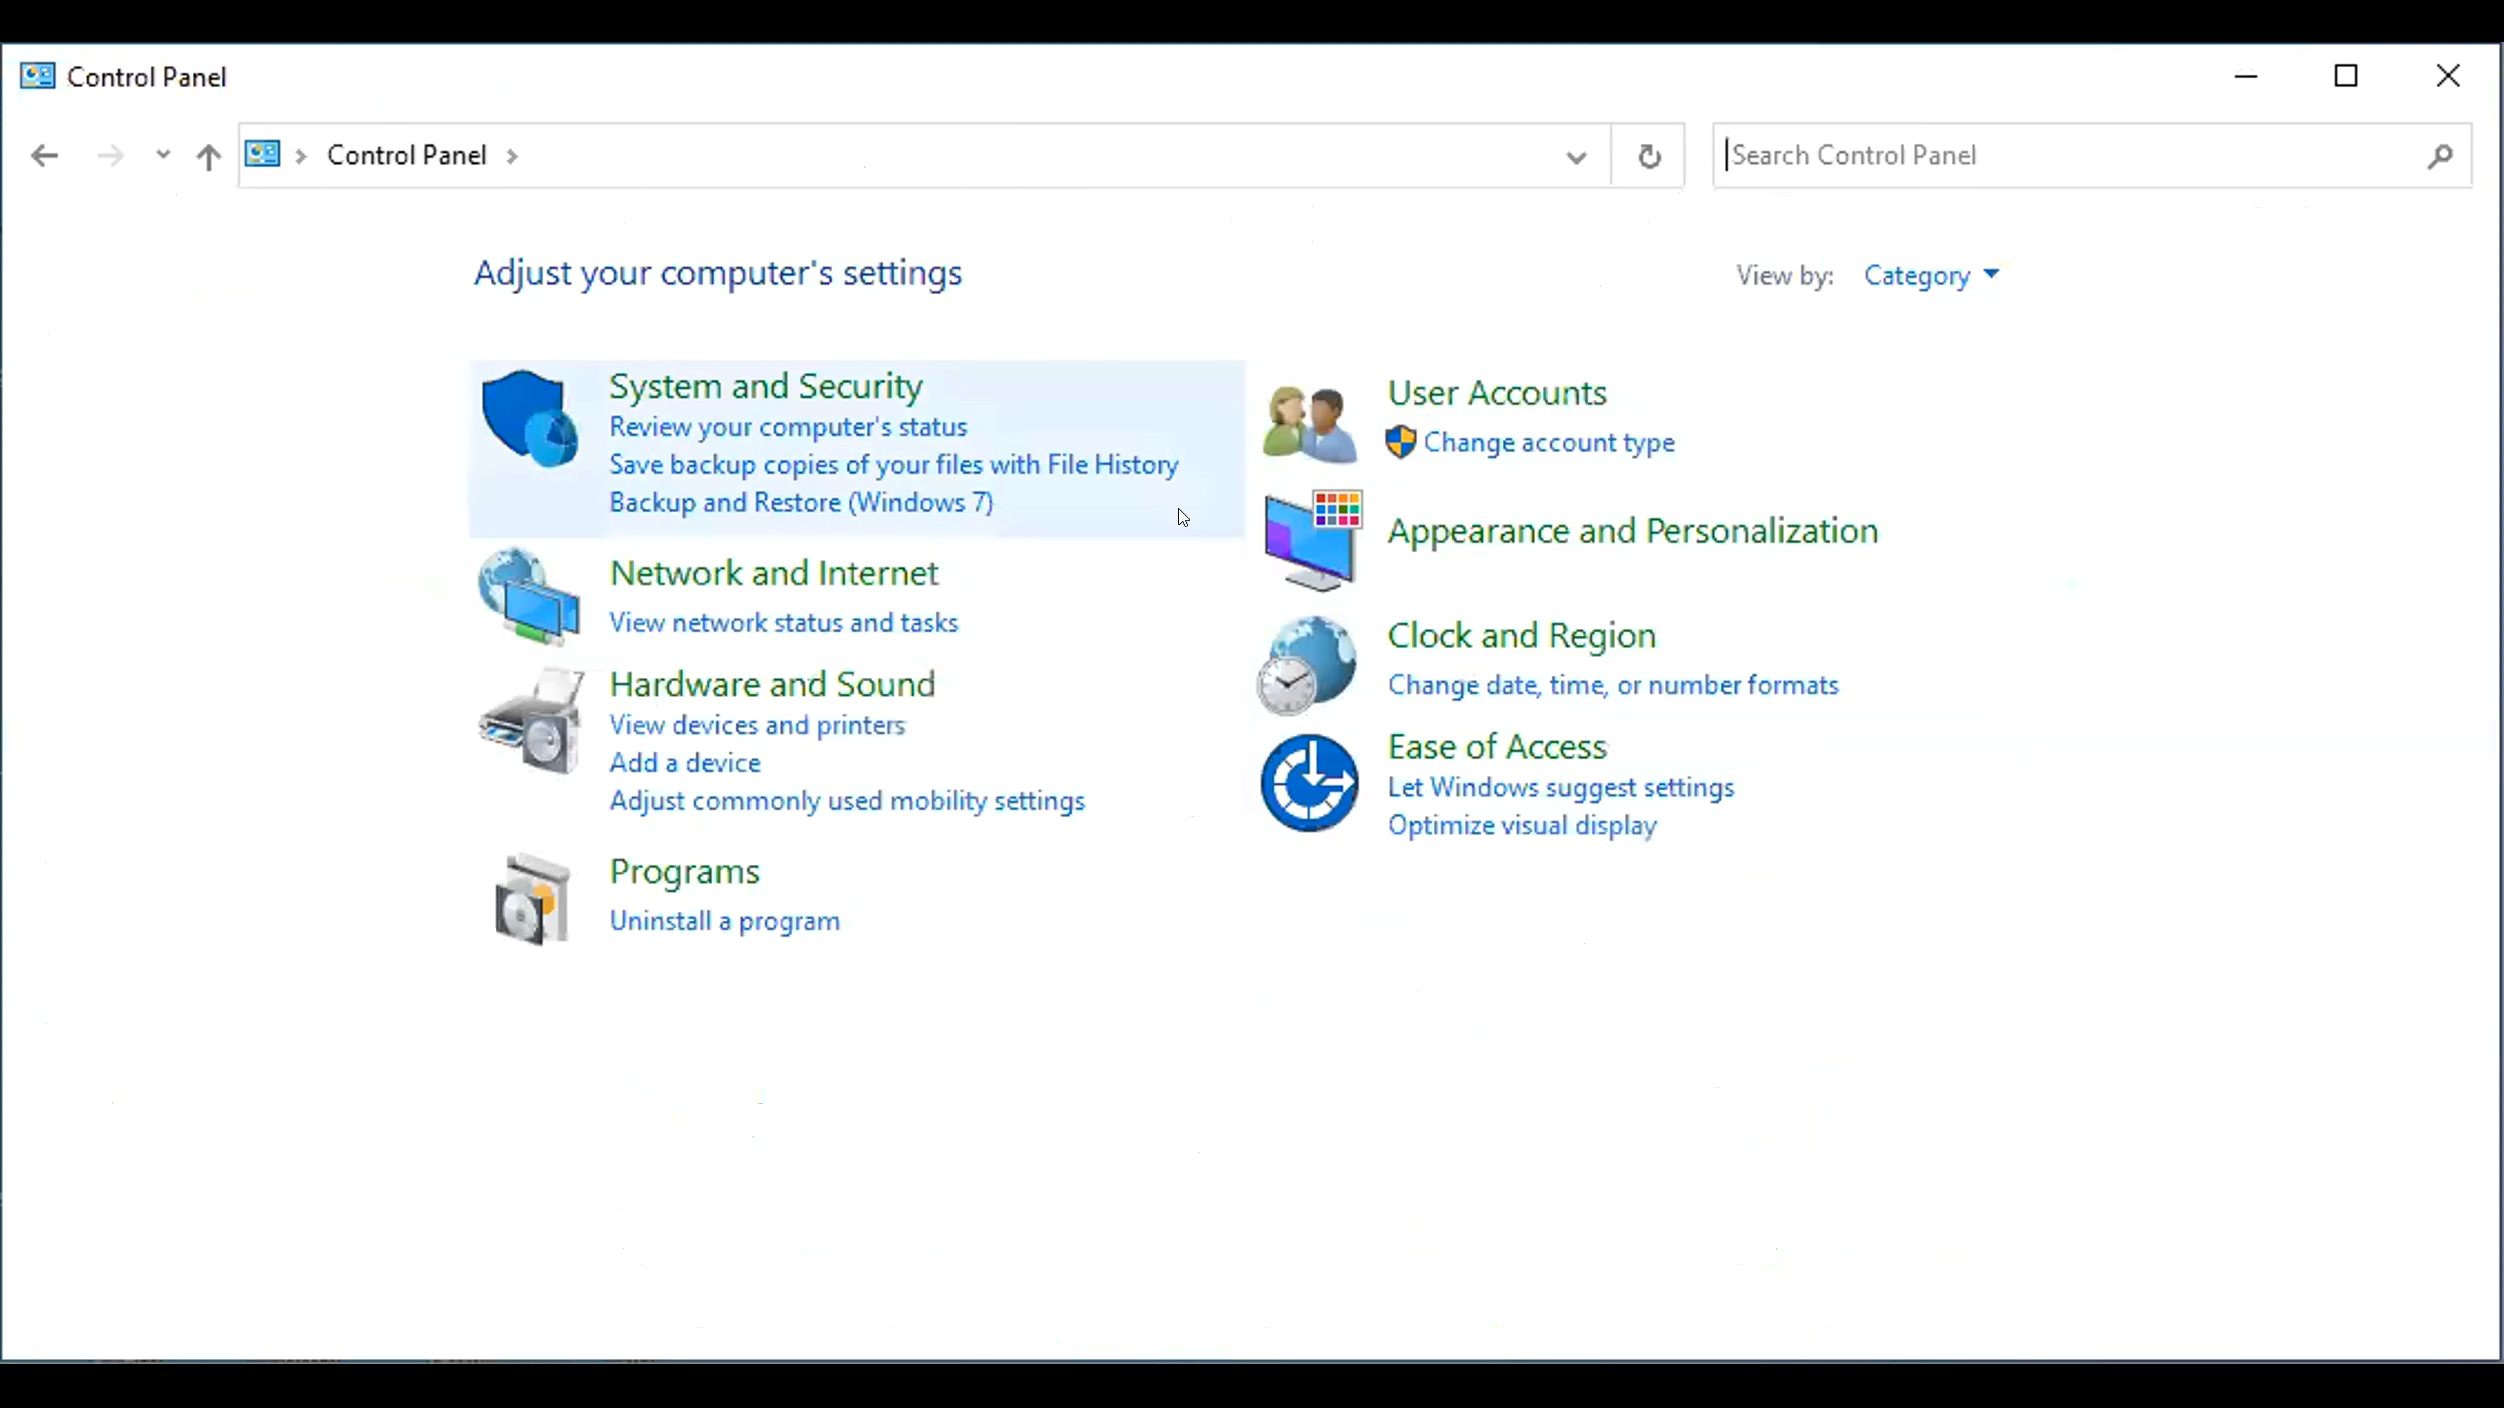 Control Panel
Control Panel
Search Control Panel
Adjust your computer's settings
View by: Category
System and Security
Review your computer's status
Save backup copies of your files with File History
Backup and Restore (Windows 7)
Network and Internet
View network status and tasks
Hardware and Sound
View devices and printers
Add a device
Adjust commonly used mobility settings
Programs
Uninstall a program
User Accounts
Change account type
Appearance and Personalization
Clock and Region
Change date, time, or number formats
Ease of Access
Let Windows suggest settings
Optimize visual display